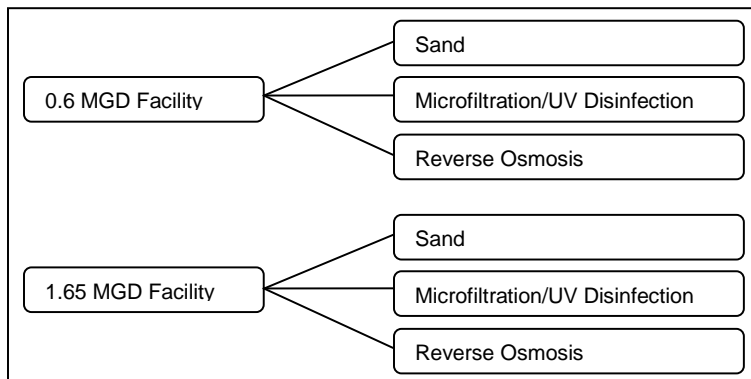 Sand
0.6 MGD Facility
Microfiltration/UV Disinfection
Reverse Osmosis
Sand
1.65 MGD Facility
Microfiltration/UV Disinfection
Reverse Osmosis